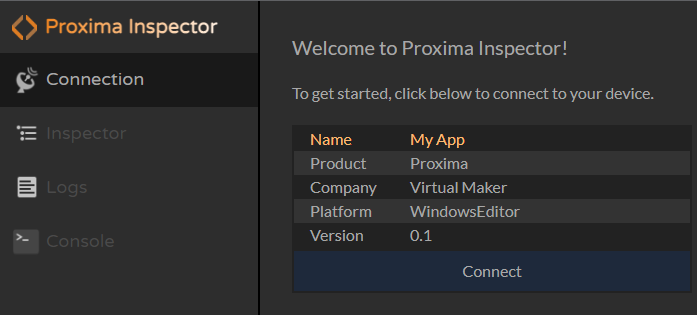 Proxima Inspector
Connection
Inspector
Logs
>_ Console
Welcome to Proxima Inspector!
To get started, click below to connect to your device.
Name My App
Product Proxima
Company Virtual Maker
Platform WindowsEditor
Version 0.1
Connect